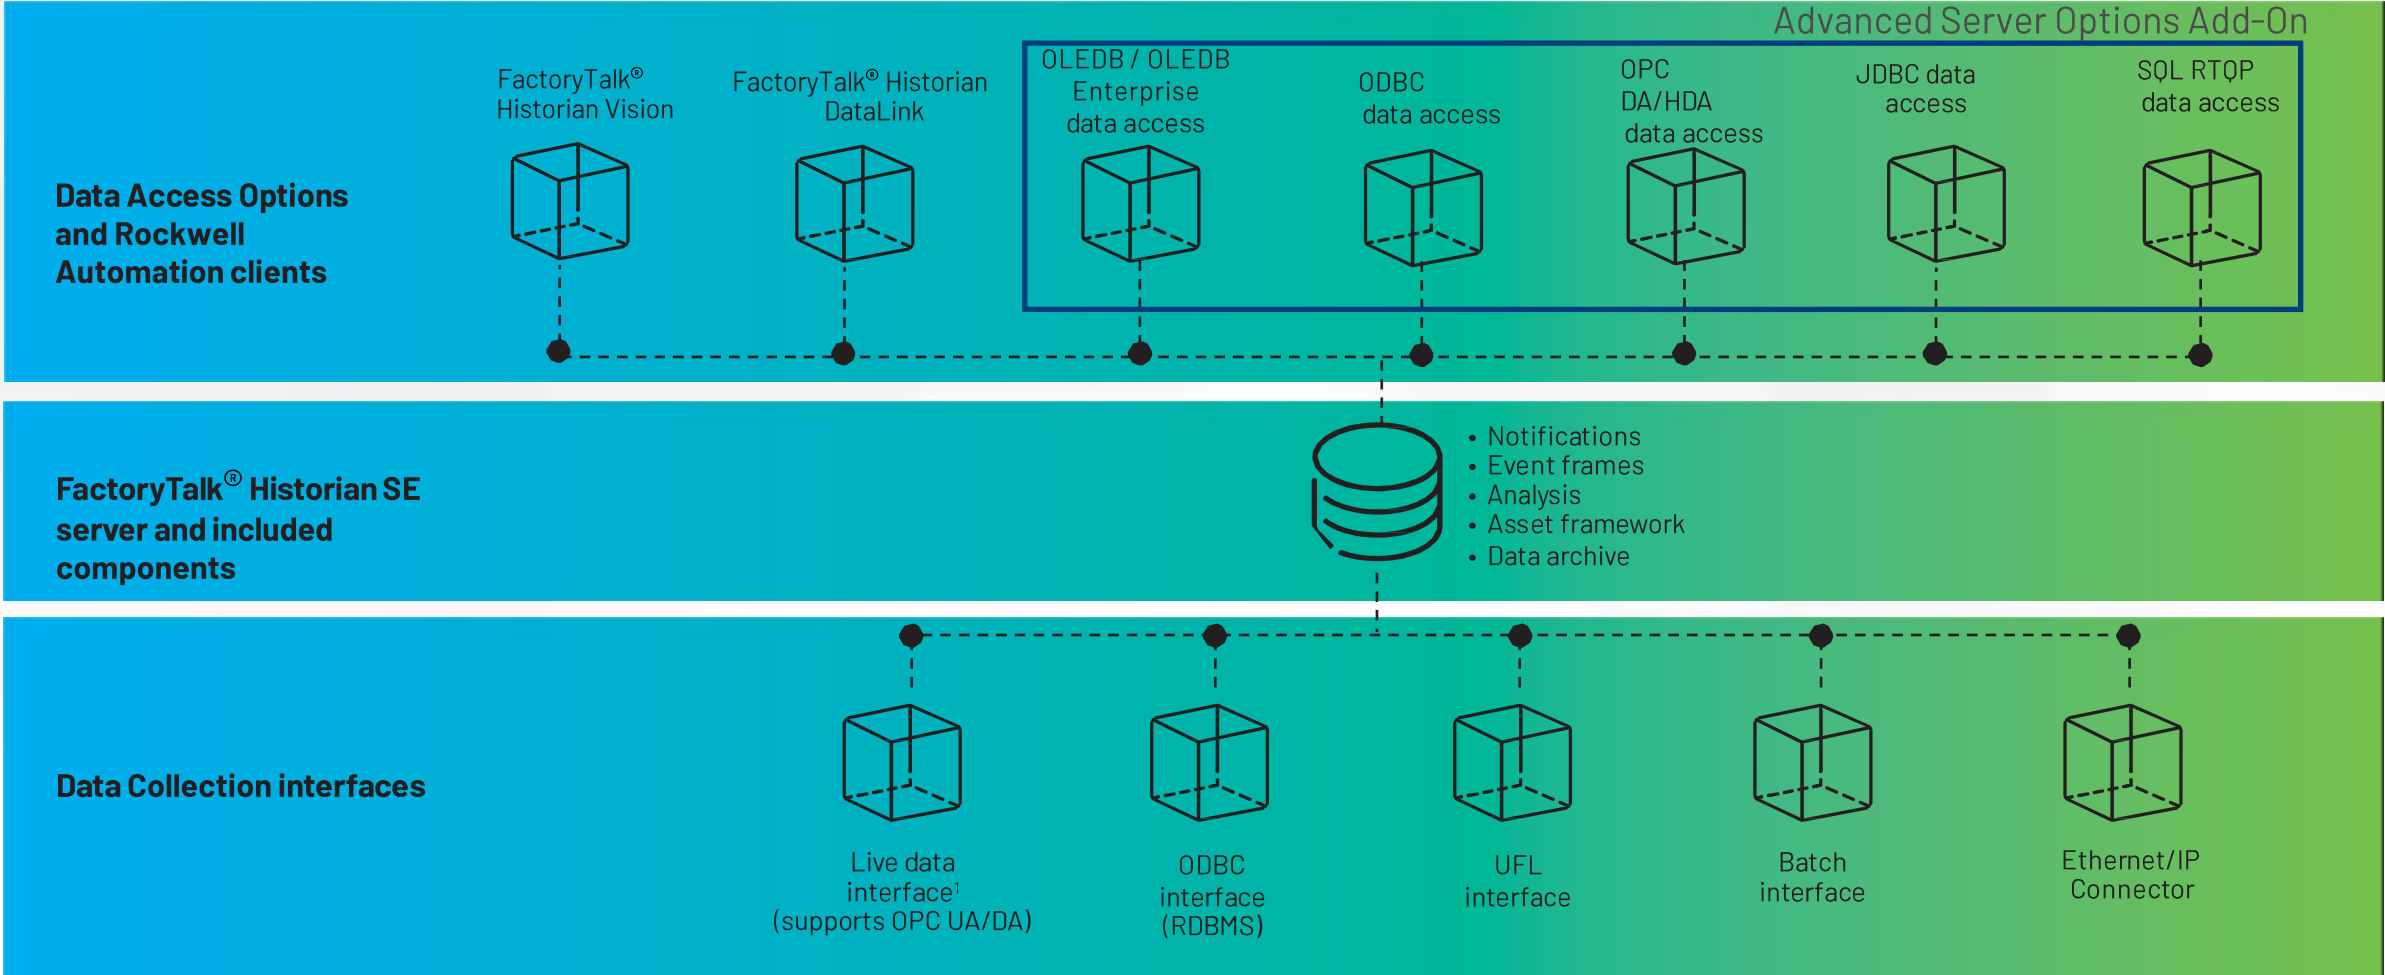 Advanced Server Options Add-On
FactoryTalk®
Historian Vision
FactoryTalk® Historian
DataLink
OLEDB / OLEDB
Enterprise
data access
ODBC
data access
OPC
DA/HDA
data access
JDBC data
access
SQL RTQP
data access
Data Access Options
and Rockwell
Automation clients
FactoryTalk® Historian SE
server and included
components
• Notifications
• Event frames
• Analysis
• Asset framework
• Data archive
Data Collection interfaces
Live data
interface¹
(supports OPC UA/DA)
ODBC
interface
(RDBMS)
UFL
interface
Batch
interface
Ethernet/IP
Connector